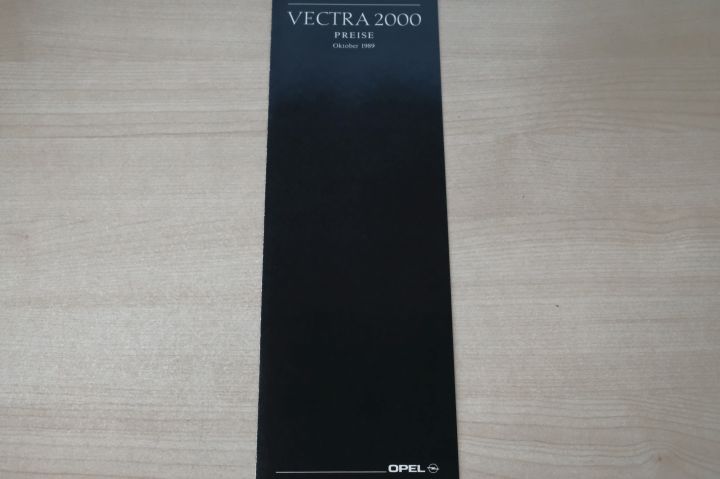 VECTRA 2000
PREISE
Oktober 1989
OPEL